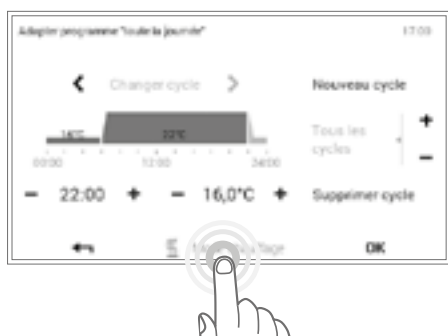 Adapter programme "toute la journée" 17:09
Changer cycle
Nouveau cycle
16°C 22°C
Tous les
cycles
+
−
00:00 12:00 24:00
− 22:00 + − 16,0°C + Supprimer cycle
OK